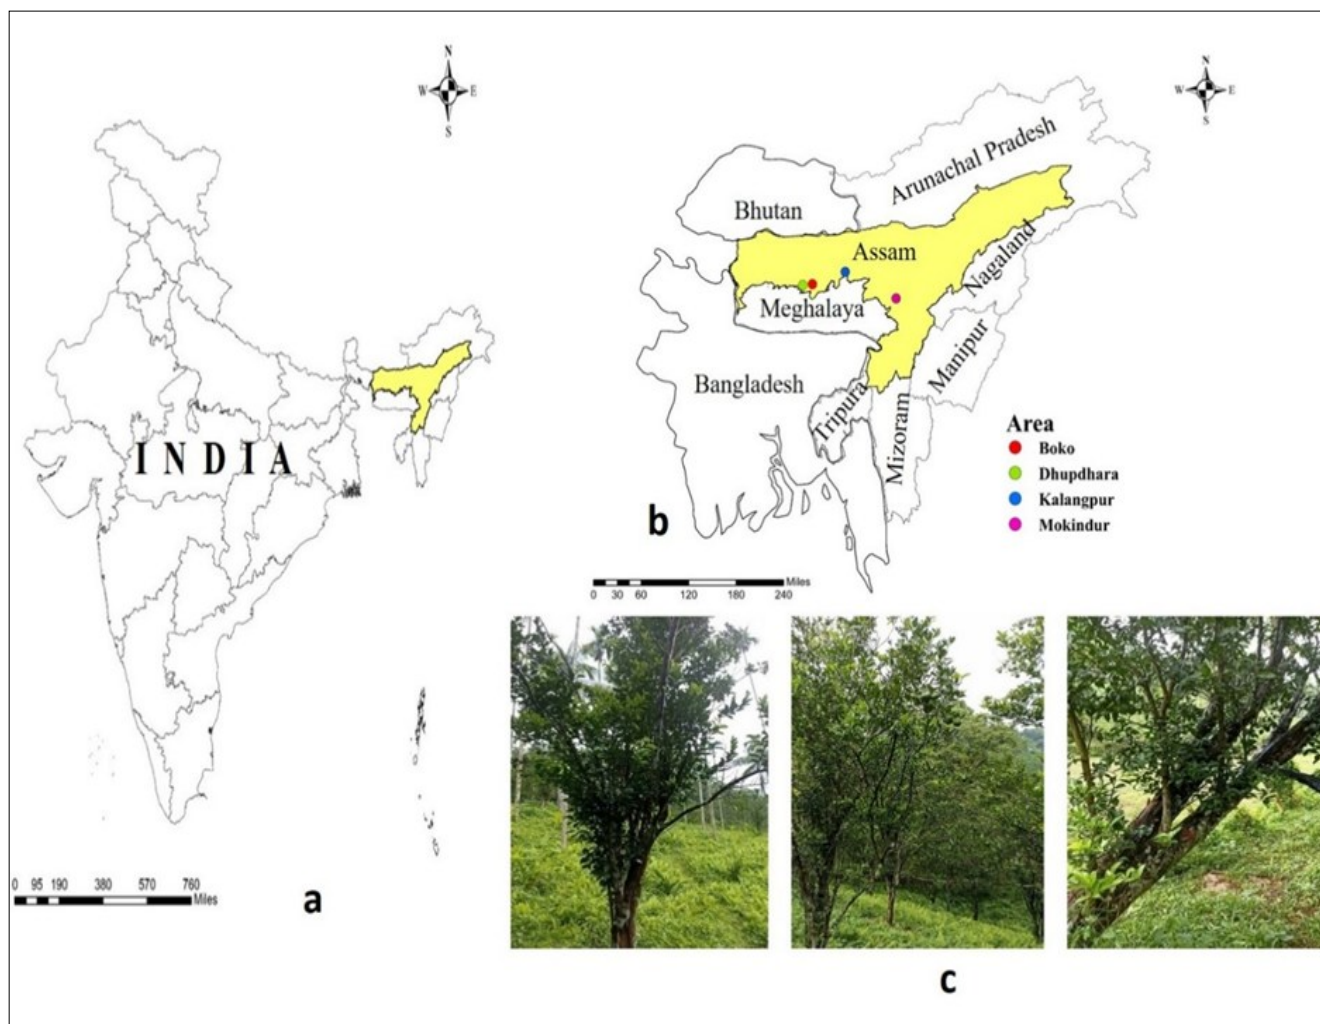 N
W E
S
INDIA
0 95 190 380 570 760
Miles
a
N
W E
S
Arunachal Pradesh
Bhutan
Assam
Nagaland
Meghalaya
Manipur
Bangladesh
Tripura
Mizoram
Area
Boko
Dhupdhara
Kalangpur
Mokindur
b
Miles
0 30 60 120 180 240
c